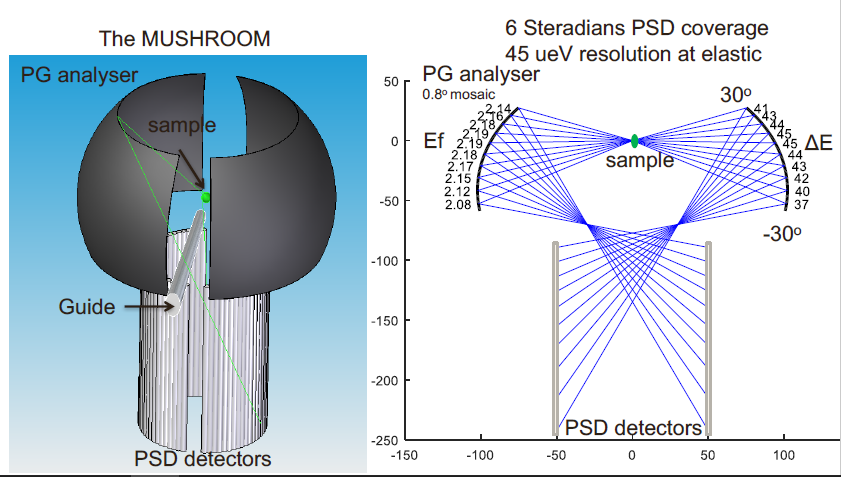 The MUSHROOM
PG analyser
sample
Guide
PSD detectors
6 Steradians PSD coverage
45 ueV resolution at elastic
PG analyser
0.8º mosaic
Ef
2.14
2.16
2.18
2.19
2.19
2.18
2.17
2.15
2.12
2.08
sample
30º
41
43
44
45
45
44
43
42
40
37
ΔE
-30º
PSD detectors
50
0
-50
-100
-150
-200
-250
-150 -100 -50 0 50 100